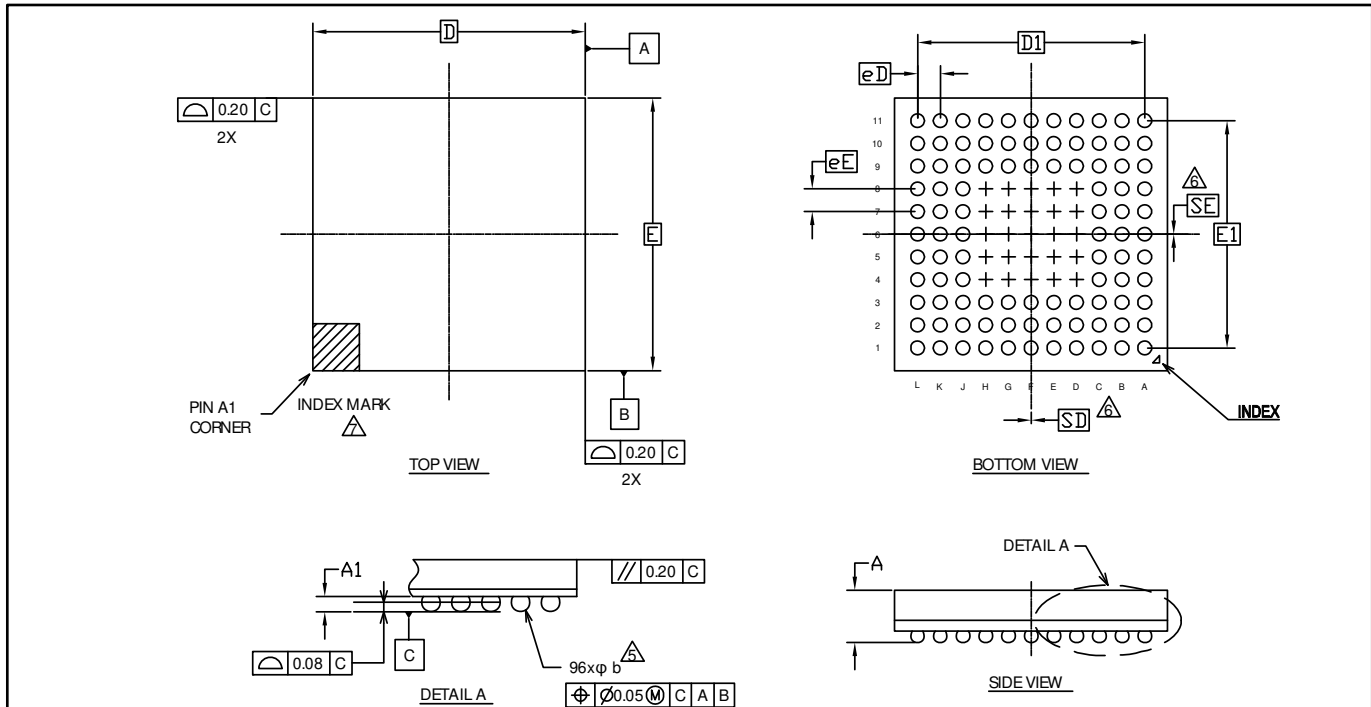 D
A
0.20 C
2X
E
PIN A1
CORNER
INDEX MARK
7
B
0.20 C
2X
TOP VIEW
D1
eD
eE
11
10
9
8
7
6
5
4
3
2
1
6
SE
E1
L K J H G F E D C B A
6
SD
INDEX
BOTTOM VIEW
A1
// 0.20 C
0.08 C
C
5
96xφ b
⌖ Ø0.05 Ⓜ C A B
DETAIL A
DETAIL A
A
SIDE VIEW